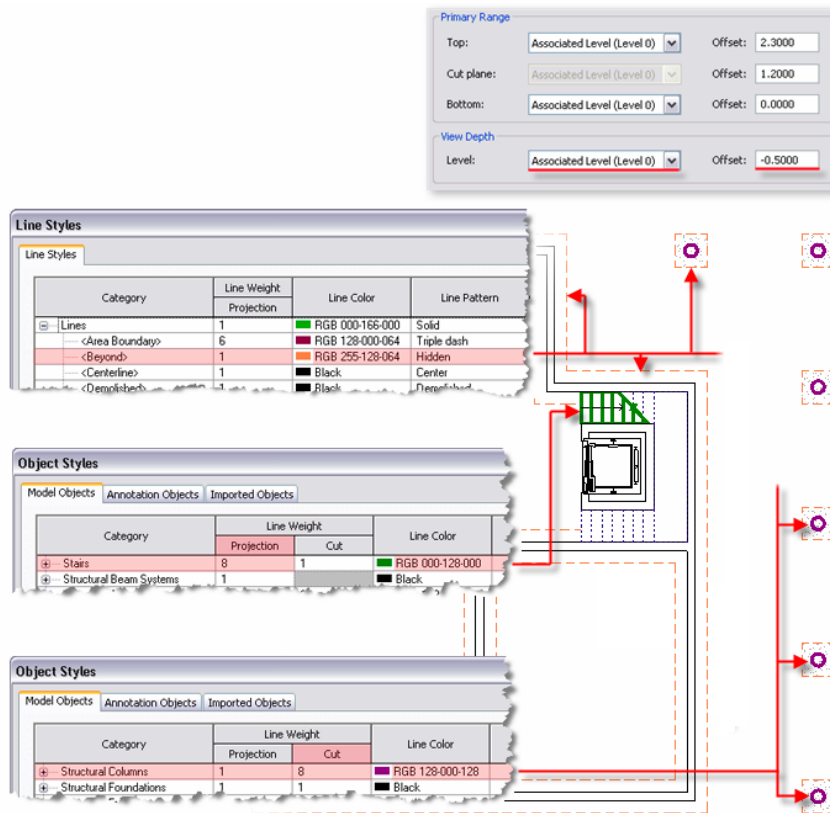 Primary Range
Top: Associated Level (Level 0) Offset: 2.3000
Cut plane: Associated Level (Level 0) Offset: 1.2000
Bottom: Associated Level (Level 0) Offset: 0.0000
View Depth
Level: Associated Level (Level 0) Offset: -0.5000
Line Styles
Line Styles
Category Line Weight Line Color Line Pattern
Projection
Lines 1 RGB 000-166-000 Solid
<Area Boundary> 6 RGB 128-000-064 Triple dash
<Beyond> 1 RGB 255-128-064 Hidden
<Centerline> 1 Black Center
<Demolished> 1 Black Demolished
Object Styles
Model Objects Annotation Objects Imported Objects
Category Line Weight Line Color
Projection Cut
Stairs 8 1 RGB 000-128-000
Structural Beam Systems 1 Black
Object Styles
Model Objects Annotation Objects Imported Objects
Category Line Weight Line Color
Projection Cut
Structural Columns 1 8 RGB 128-000-128
Structural Foundations 1 1 Black